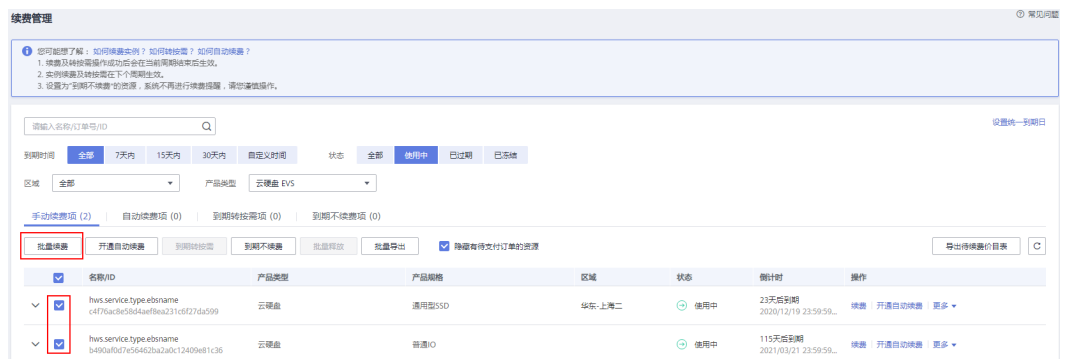 续费管理
常见问题
您可能想了解：如何续费实例？如何转按需？如何自动续费？
1. 续费及转按需操作成功后会在当前周期结束后生效。
2. 实例续费及转按需在下个周期生效。
3. 设置为"到期不续费"的资源，系统不再进行续费提醒，请您谨慎操作。
请输入名称/订单号/ID
设置统一到期日
到期时间 全部 7天内 15天内 30天内 自定义时间 状态 全部 使用中 已过期 已冻结
区域 全部 产品类型 云硬盘 EVS
手动续费项 (2) 自动续费项 (0) 到期转按需项 (0) 到期不续费项 (0)
批量续费 开通自动续费 到期转按需 到期不续费 批量释放 批量导出 隐藏有待支付订单的资源 导出待续费价目表
名称/ID 产品类型 产品规格 区域 状态 倒计时 操作
hws.service.type.ebsname 云硬盘 通用型SSD 华东-上海二 使用中 23天后到期 续费 开通自动续费 更多
c4f76ac8e58d4aef8ea231c6f27da599 2020/12/19 23:59:59...
hws.service.type.ebsname 云硬盘 普通IO 使用中 115天后到期 续费 开通自动续费 更多
b490af0d7e56462ba2a0c12409e81c36 2021/03/21 23:59:59...